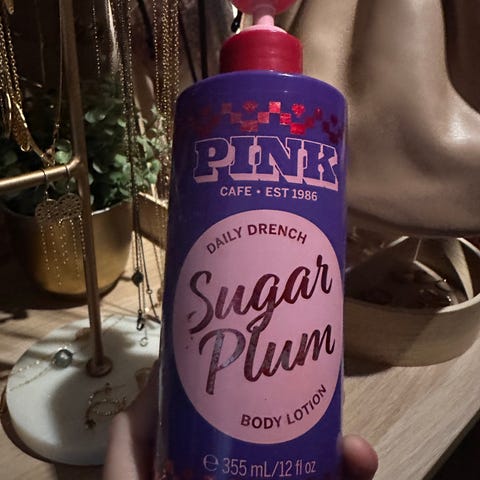 PINK
CAFE • EST 1986
DAILY DRENCH
Sugar
Plum
BODY LOTION
℮ 355 mL/12 fl oz